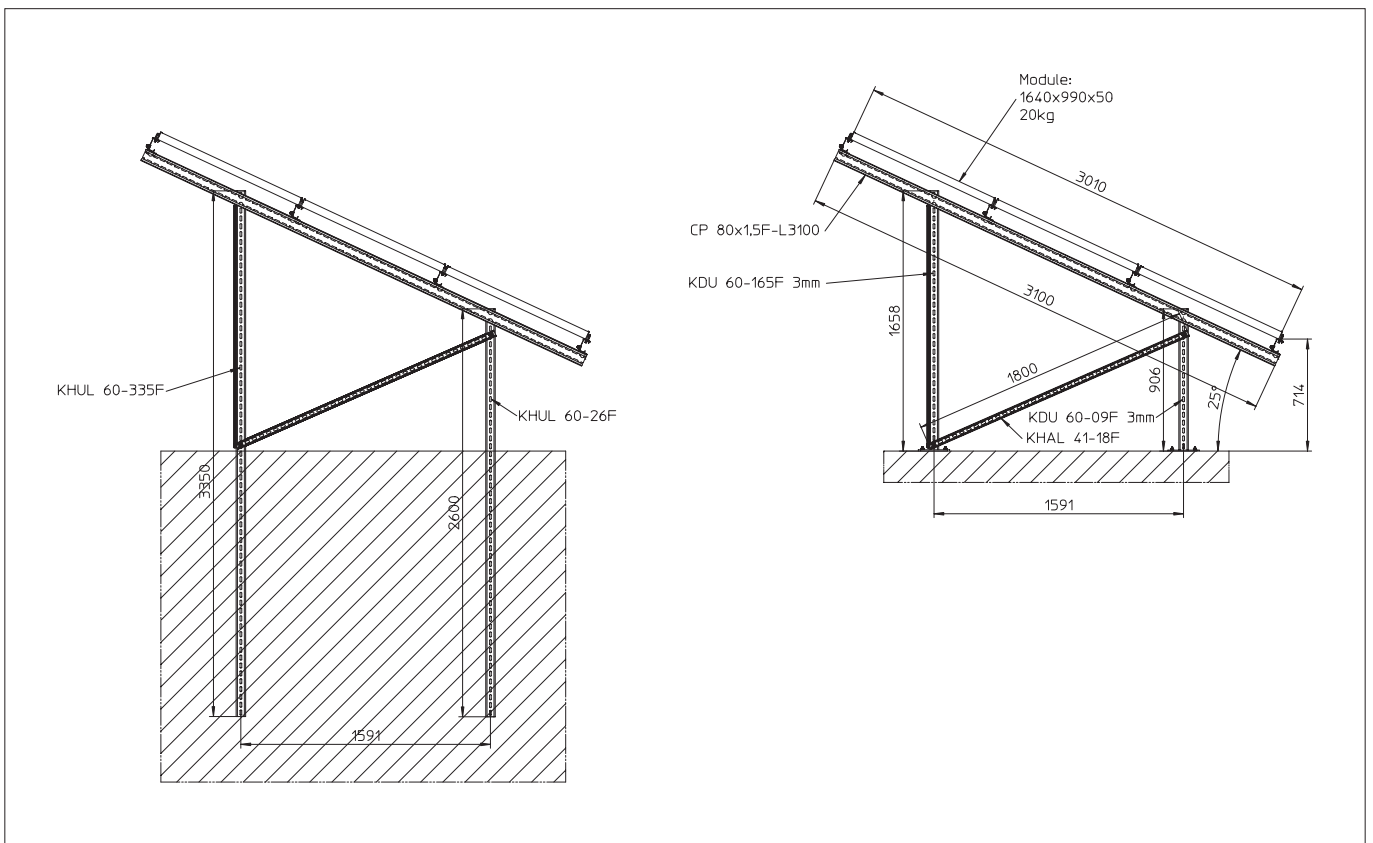 KHUL 60-335F
KHUL 60-26F
3350
2600
1591
Module:
1640x990x50
20kg
3010
CP 80x1,5F-L3100
KDU 60-165F 3mm
3100
1658
1800
906
25°
714
KDU 60-09F 3mm
KHAL 41-18F
1591